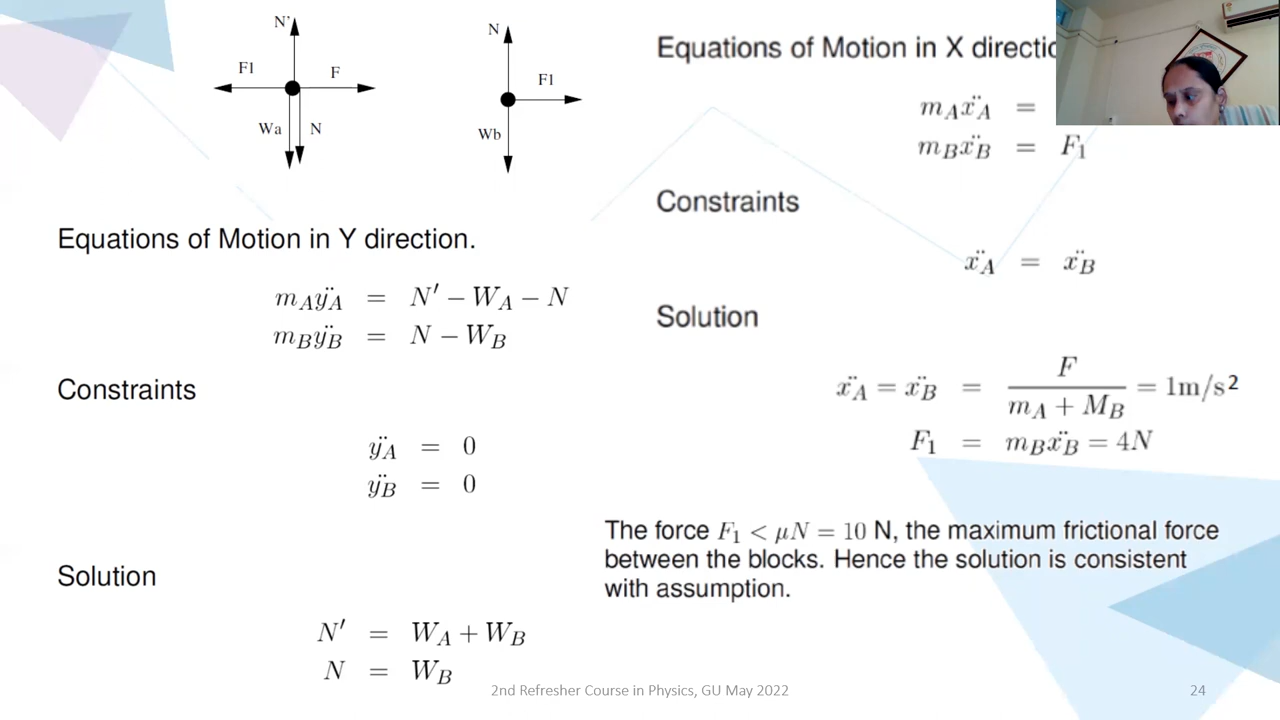 N'
F1
F
Wa
N
N
F1
Wb
Equations of Motion in Y direction.
m_A ÿ_A = N′ − W_A − N
m_B ÿ_B = N − W_B
Constraints
ÿ_A = 0
ÿ_B = 0
Solution
N′ = W_A + W_B
N = W_B
Equations of Motion in X
m_A ẍ_A =
m_B ẍ_B = F_1
Constraints
ẍ_A = ẍ_B
Solution
ẍ_A = ẍ_B = F / (m_A + M_B) = 1m/s²
F_1 = m_B ẍ_B = 4N
The force F_1 < μN = 10 N, the maximum frictional force
between the blocks. Hence the solution is consistent
with assumption.
2nd Refresher Course in Physics, GU May 2022
24